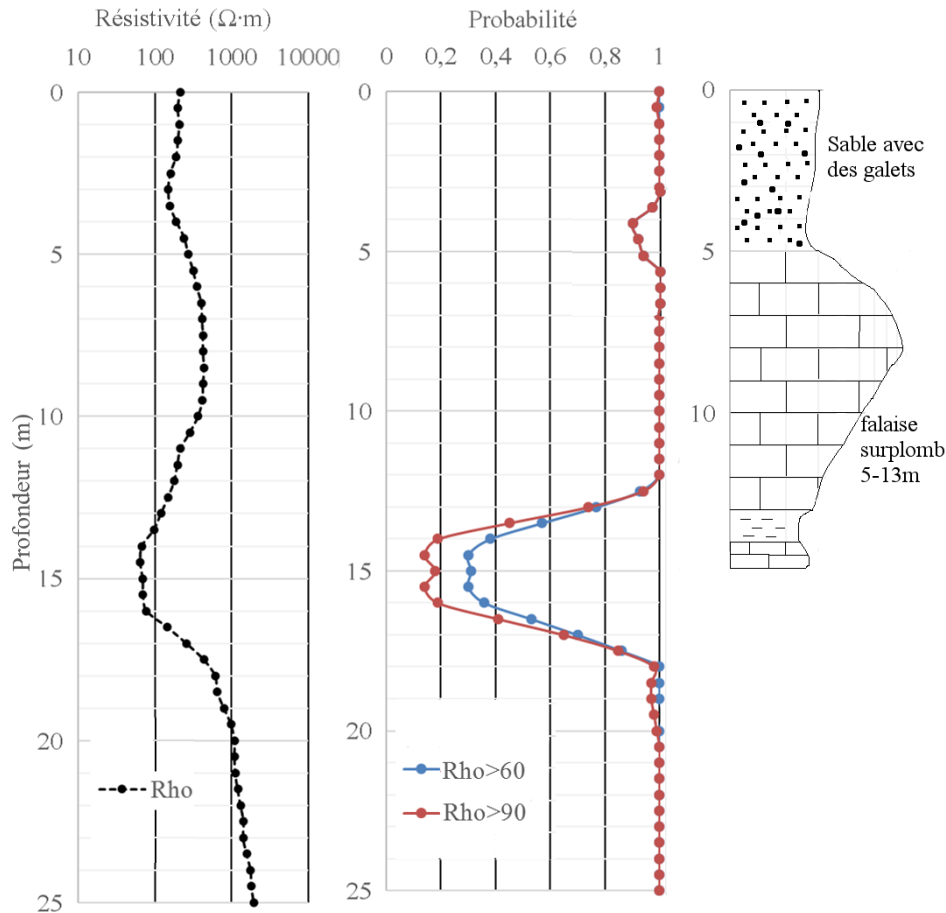 Résistivité (Ω·m)
10 100 1000 10000
0
5
10
15
20
25
Profondeur (m)
Rho
Probabilité
0 0,2 0,4 0,6 0,8 1
0
5
10
15
20
25
Rho>60
Rho>90
0
5
10
Sable avec
des galets
falaise
surplomb
5-13m